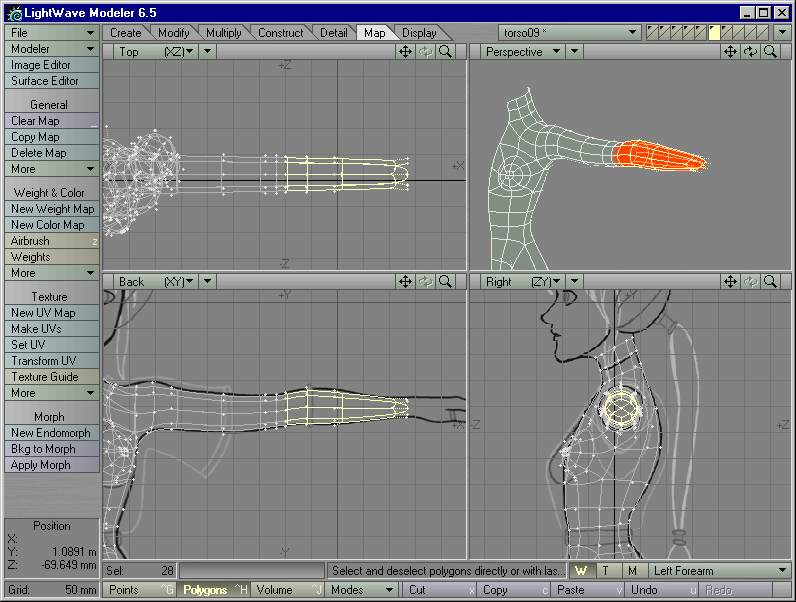 LightWave Modeler 6.5
File
Create Modify Multiply Construct Detail Map Display
torso09 *
Modeler
Image Editor
Surface Editor
General
Clear Map _
Copy Map
Delete Map
More
Weight & Color
New Weight Map
New Color Map
Airbrush z
Weights
More
Texture
New UV Map
Make UVs
Set UV
Transform UV
Texture Guide
More
Morph
New Endomorph
Bkg to Morph
Apply Morph
Top (XZ)
+Z
+X
-Z
Perspective
Back (XY)
+Y
+X
-Y
Right (ZY)
+Y
-Z
+Z
Position
X:
Y: 1.0891 m
Z: -69.649 mm
Grid: 50 mm
Sel: 28
Select and deselect polygons directly or with las...
W T M Left Forearm
Points ^G Polygons ^H Volume ^J Modes Cut x Copy c Paste v Undo u Redo